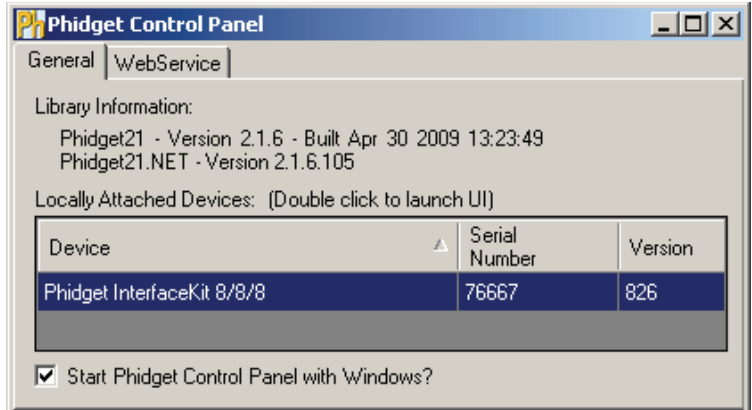 Ph Phidget Control Panel
General WebService
Library Information:
Phidget21 - Version 2.1.6 - Built Apr 30 2009 13:23:49
Phidget21.NET - Version 2.1.6.105
Locally Attached Devices: (Double click to launch UI)
Device Serial Number Version
Phidget InterfaceKit 8/8/8 76667 826
Start Phidget Control Panel with Windows?